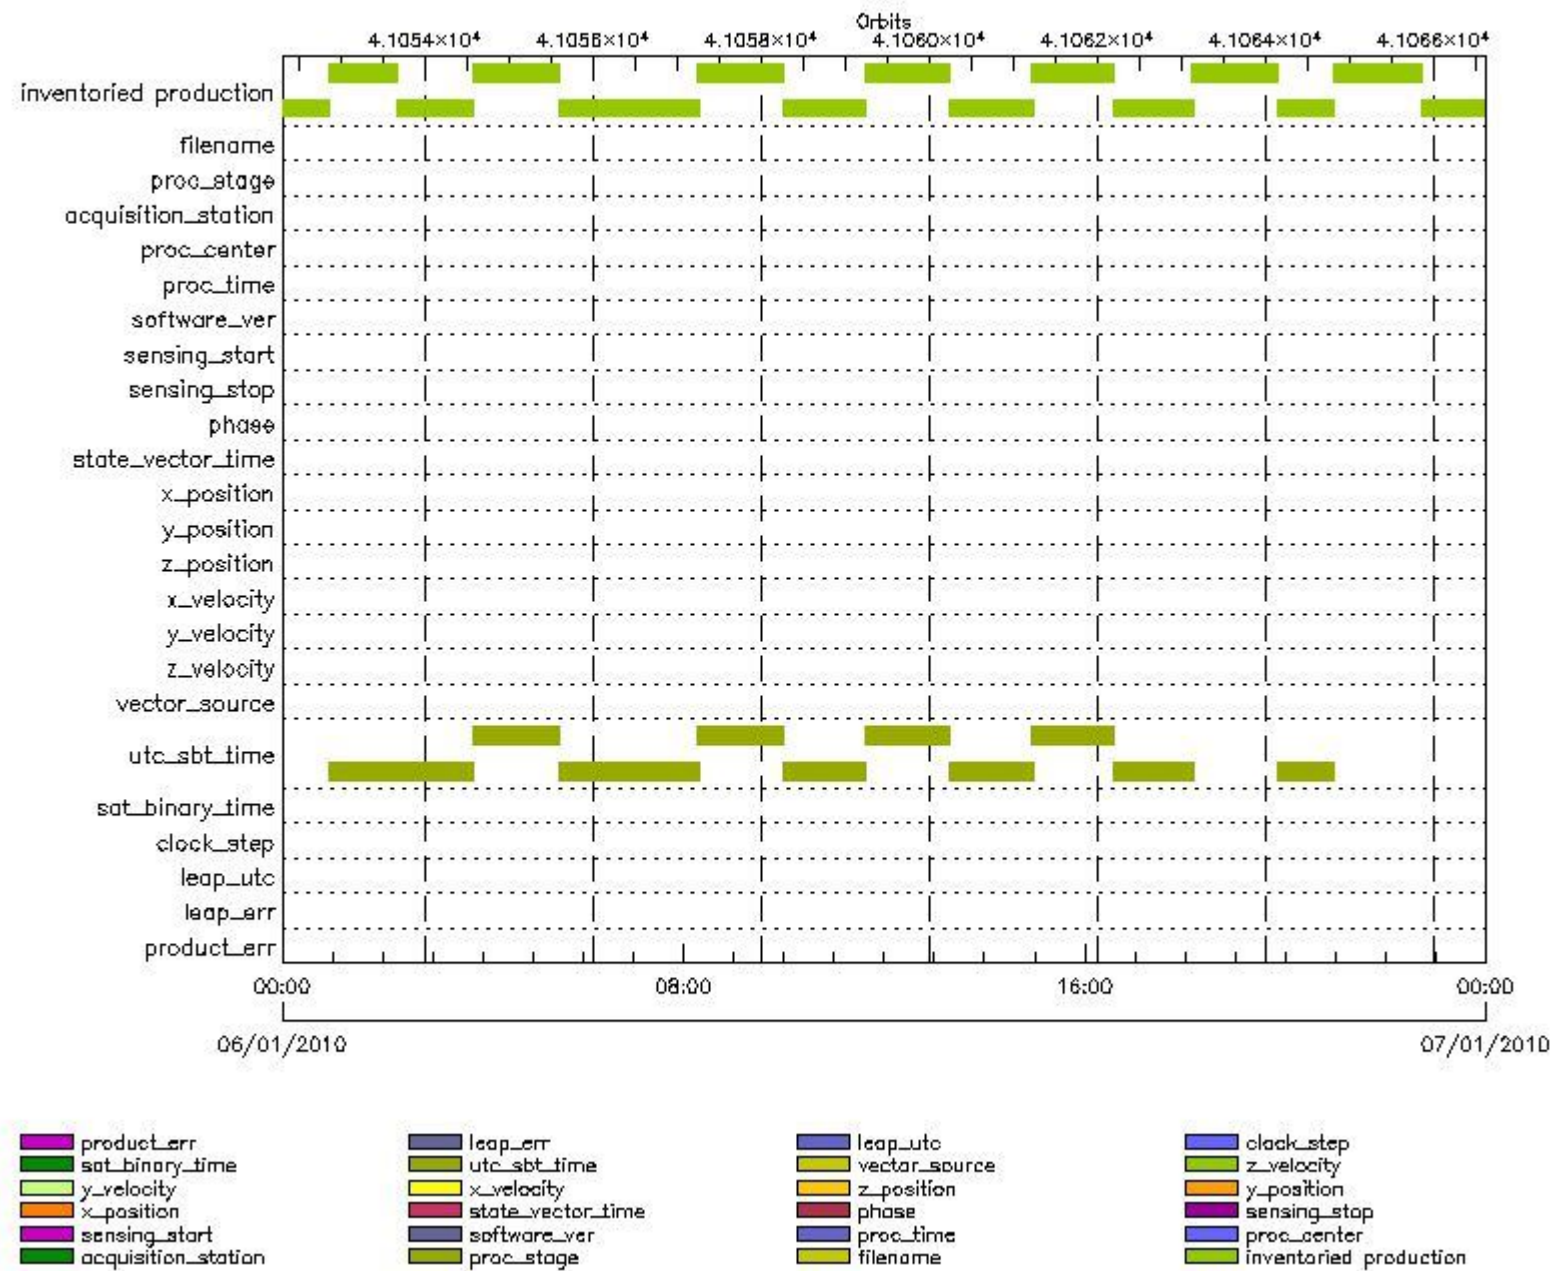 Orbits
4.1054×10⁴ 4.1056×10⁴ 4.1058×10⁴ 4.1060×10⁴ 4.1062×10⁴ 4.1064×10⁴ 4.1066×10⁴
inventoried production
filename
proc_stage
acquisition_station
proc_center
proc_time
software_ver
sensing_start
sensing_stop
phase
state_vector_time
x_position
y_position
z_position
x_velocity
y_velocity
z_velocity
vector_source
utc_sbt_time
sat_binary_time
clock_step
leap_utc
leap_err
product_err
00:00 08:00 16:00 00:00
06/01/2010 07/01/2010
product_err leap_err leap_utc clock_step
sat_binary_time utc_sbt_time vector_source z_velocity
y_velocity x_velocity z_position y_position
x_position state_vector_time phase sensing_stop
sensing_start software_ver proc_time proc_center
acquisition_station proc_stage filename inventoried production